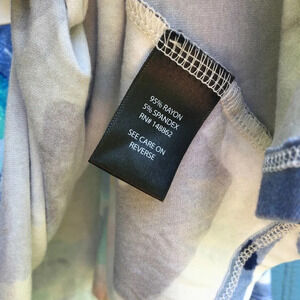 95% RAYON
5% SPANDEX
RN# 148862
SEE CARE ON
REVERSE